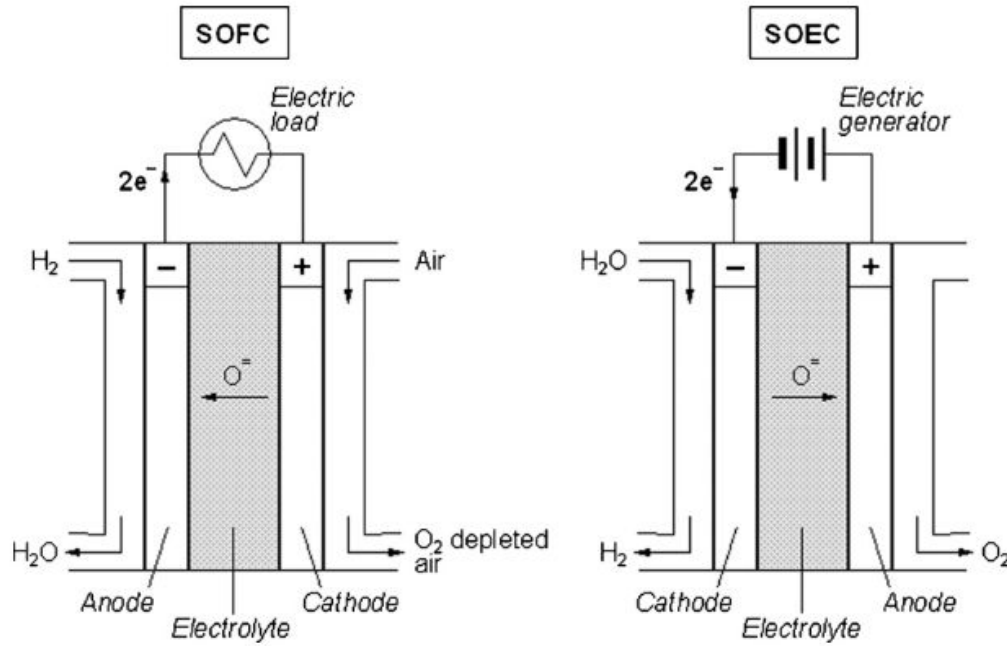 SOFC
Electric
load
2e⁻
H₂
−
+
Air
O⁼
H₂O
O₂ depleted
air
Anode
Cathode
Electrolyte
SOEC
Electric
generator
2e⁻
H₂O
−
+
O⁼
H₂
O₂
Cathode
Anode
Electrolyte